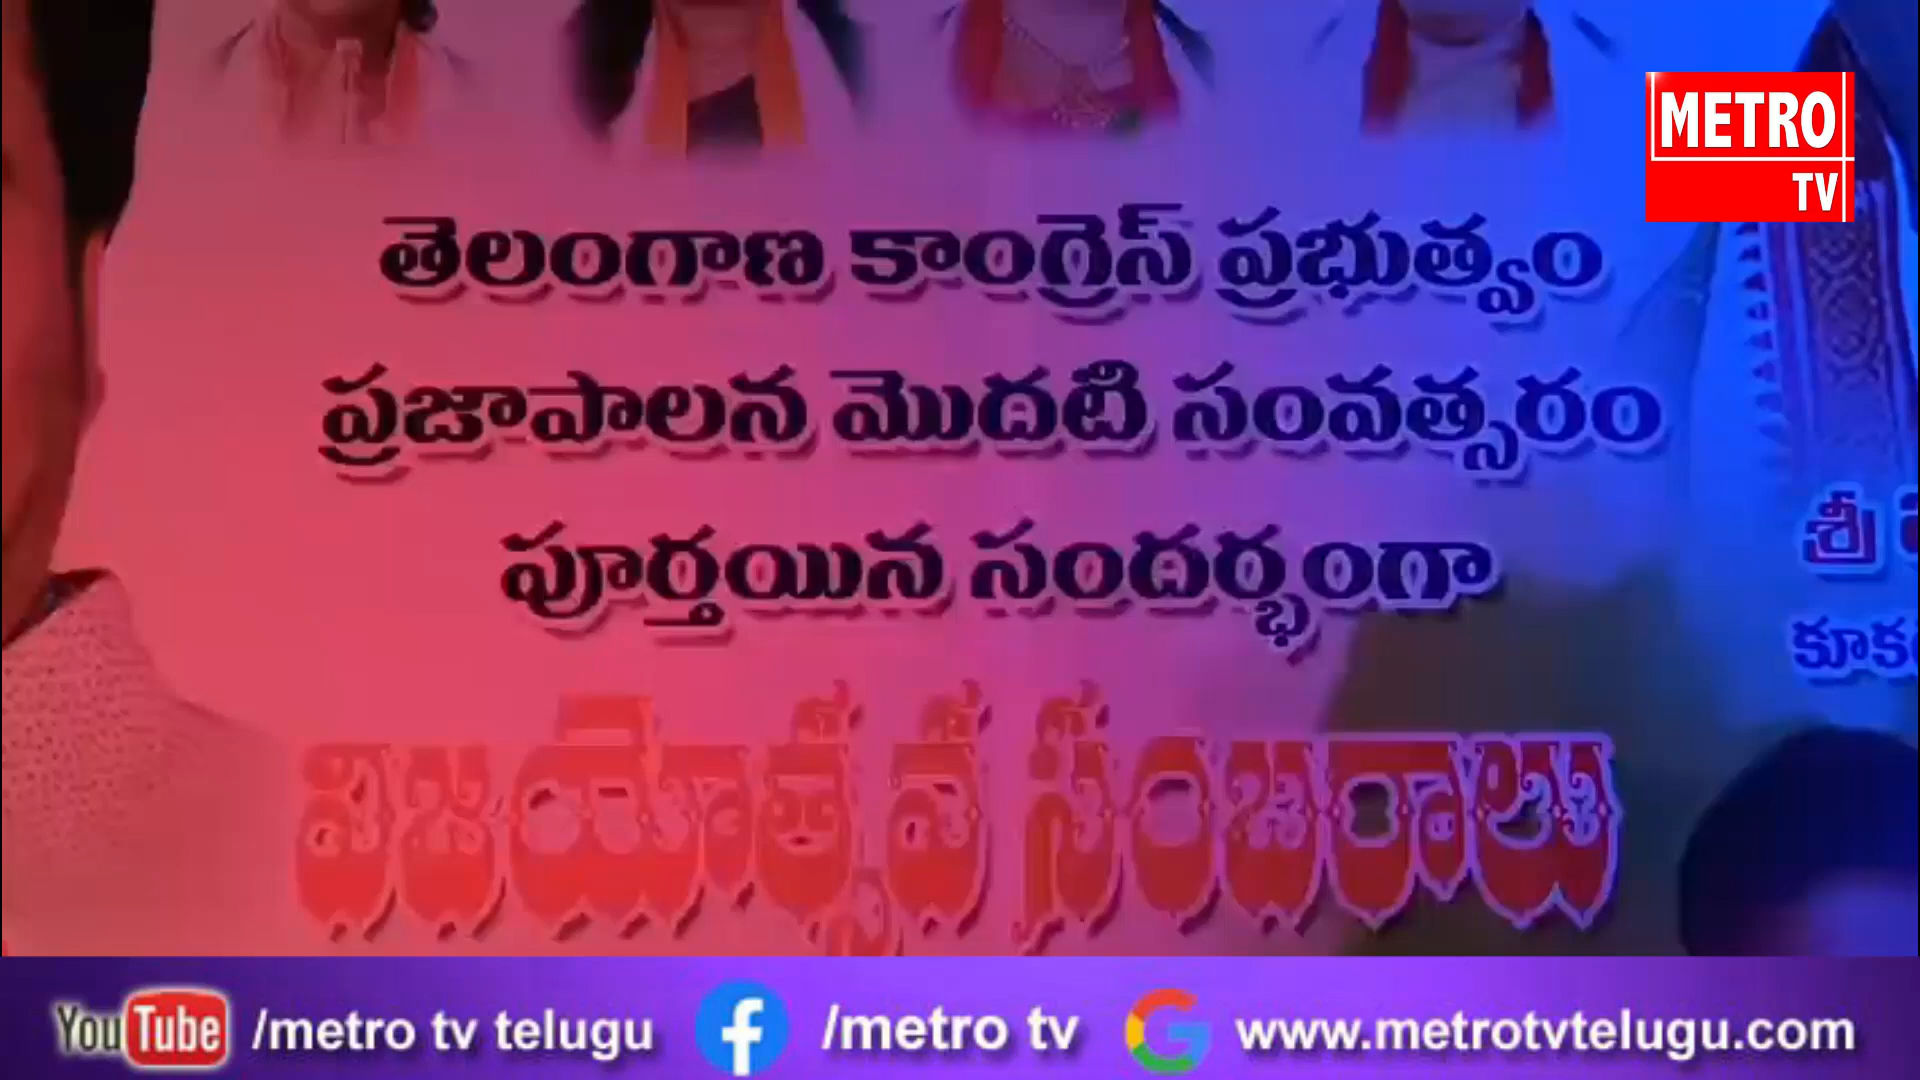 METRO
TV
తెలంగాణ కాంగ్రెస్ ప్రభుత్వం
ప్రజాపాలన మొదటి సంవత్సరం
పూర్తయిన సందర్భంగా
విజయోత్సవ సంబరాలు
శ్రీ
YouTube /metro tv telugu /metro tv www.metrotvtelugu.com